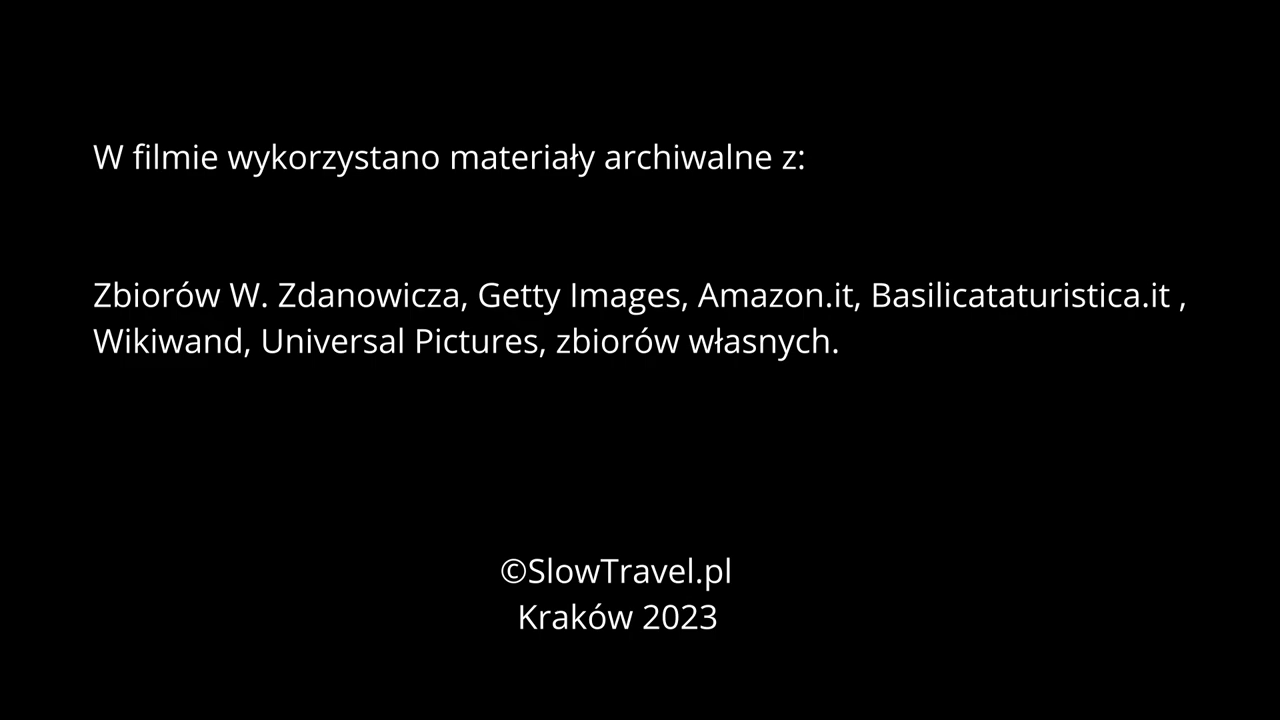 W filmie wykorzystano materiały archiwalne z:
Zbiorów W. Zdanowicza, Getty Images, Amazon.it, Basilicataturistica.it ,
Wikiwand, Universal Pictures, zbiorów własnych.
©SlowTravel.pl
Kraków 2023